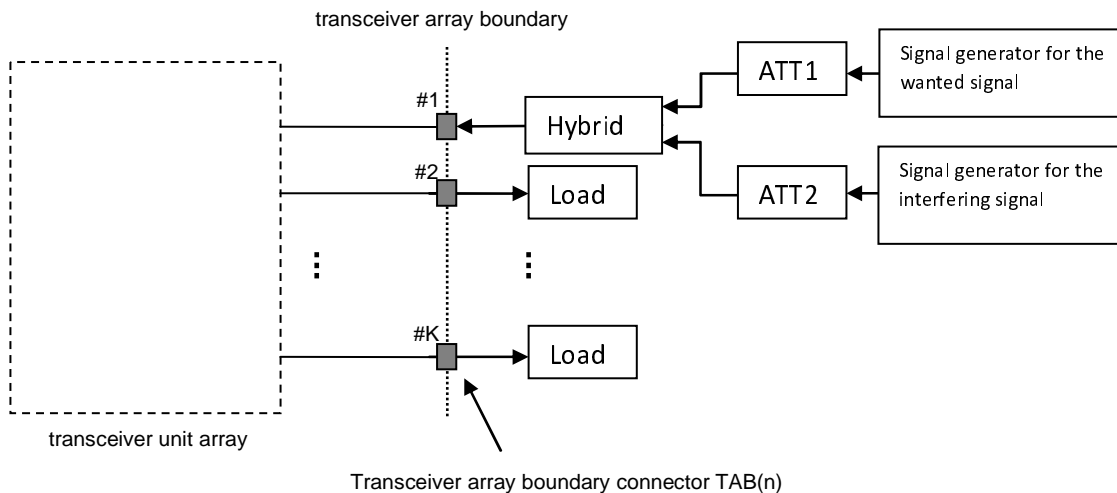 transceiver array boundary
#1
Hybrid
ATT1
Signal generator for the
wanted signal
#2
Load
ATT2
Signal generator for the
interfering signal
#K
Load
transceiver unit array
Transceiver array boundary connector TAB(n)